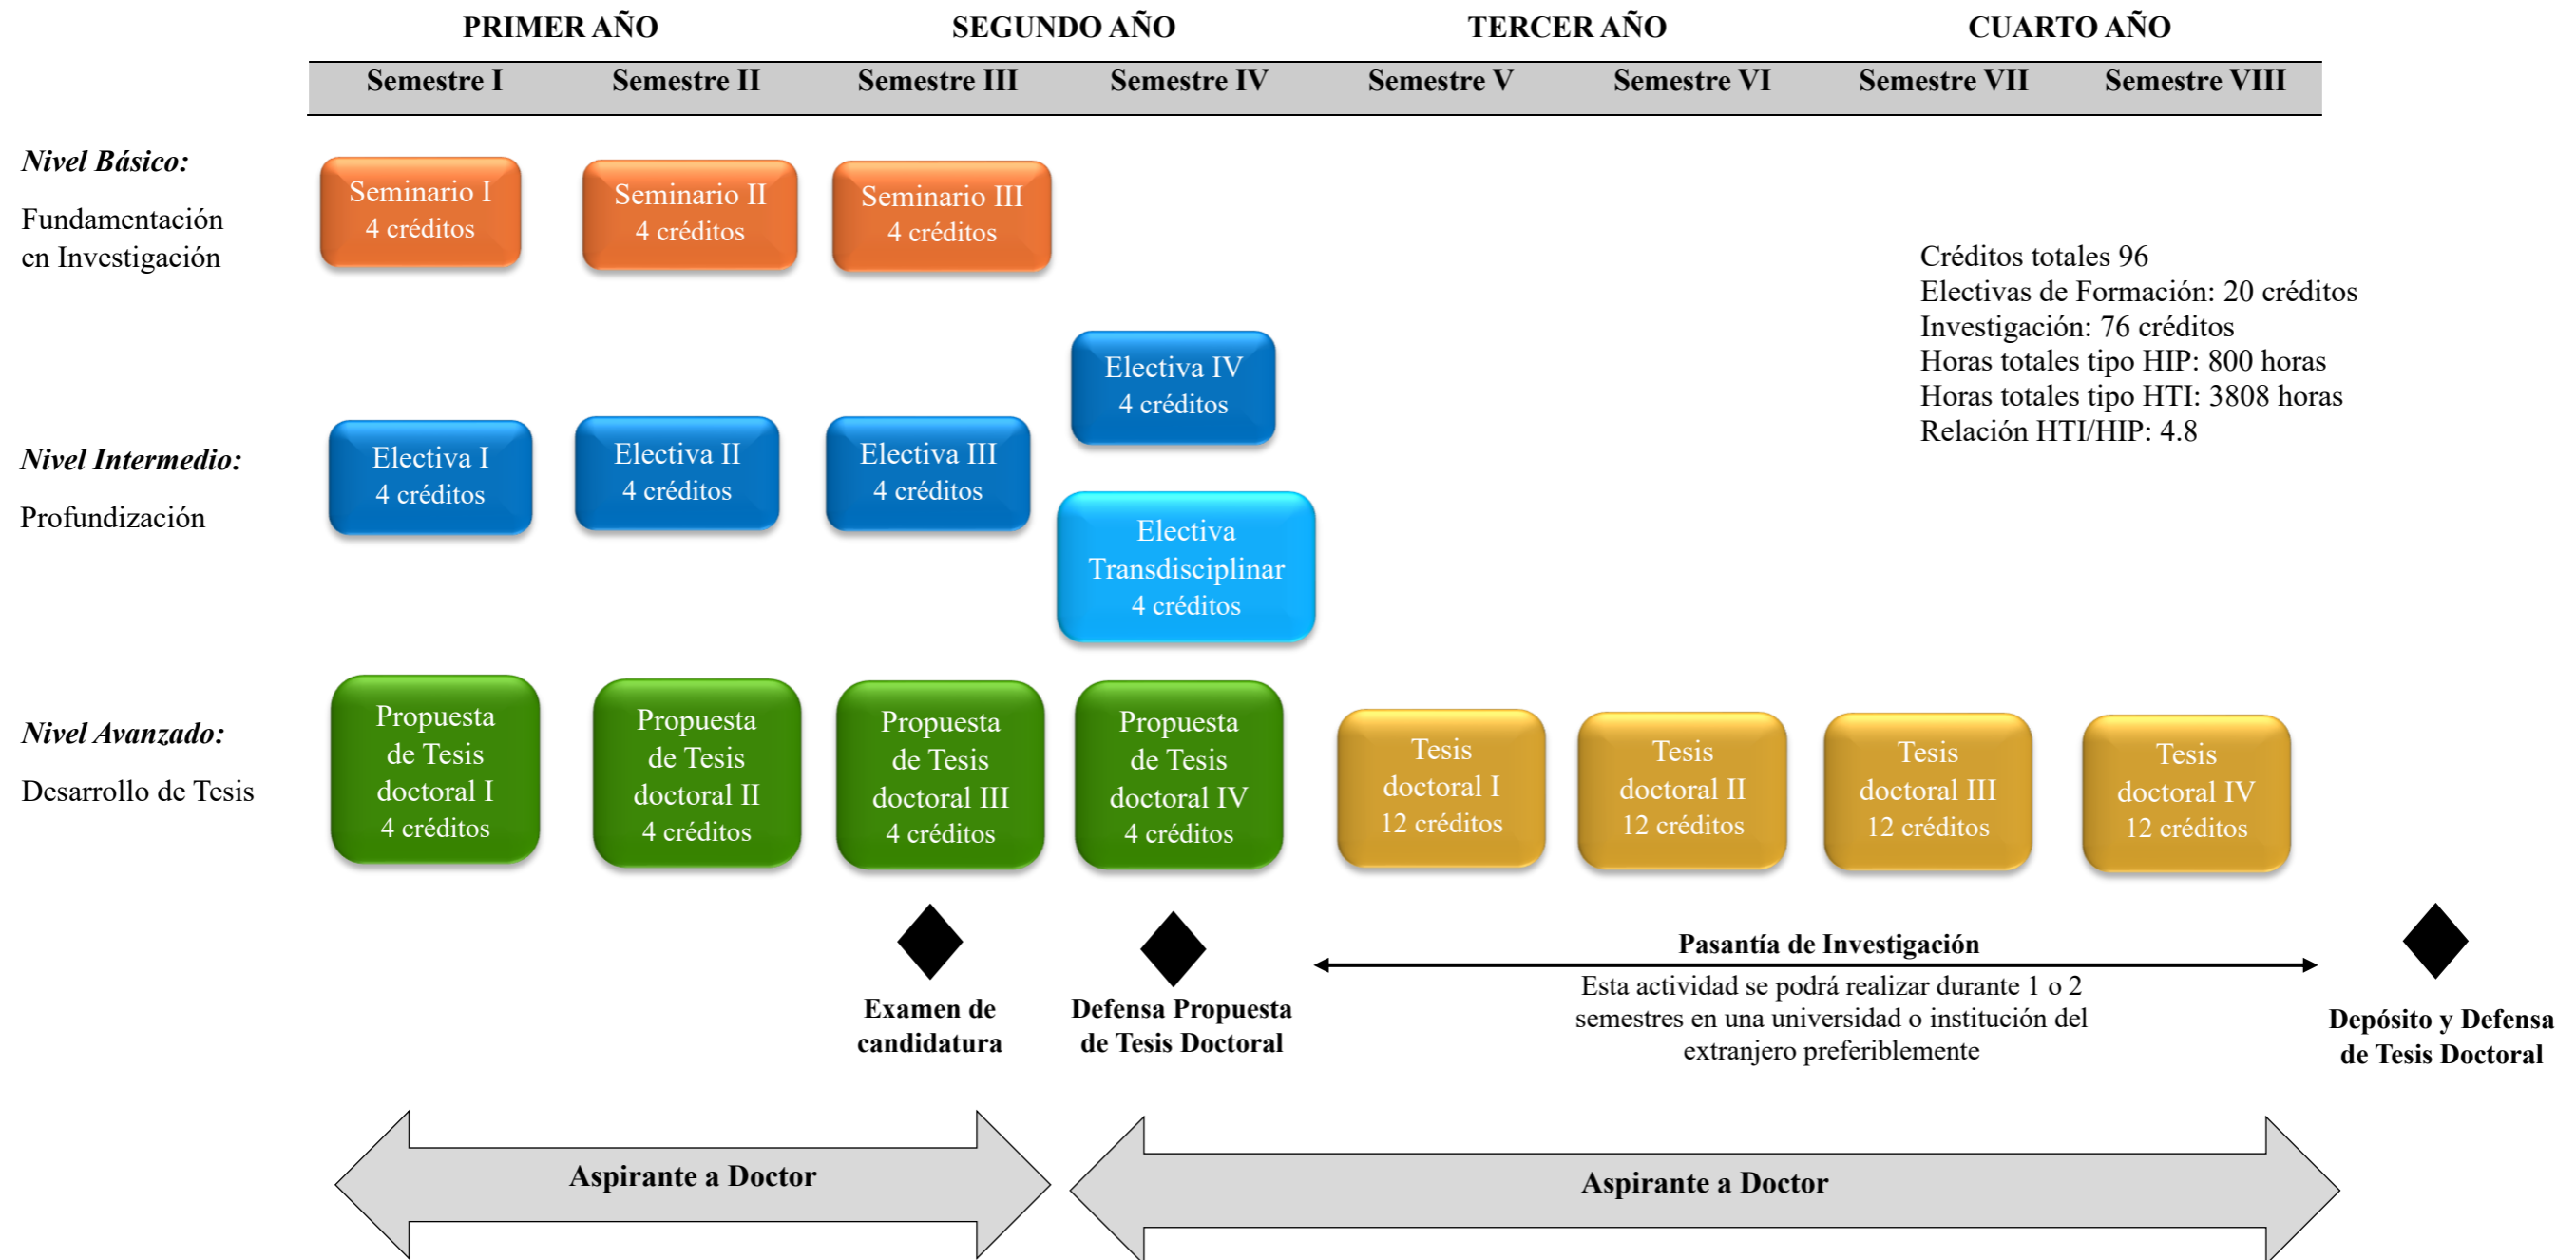 PRIMER AÑO
SEGUNDO AÑO
TERCER AÑO
CUARTO AÑO
Semestre I
Semestre II
Semestre III
Semestre IV
Semestre V
Semestre VI
Semestre VII
Semestre VIII
Nivel Básico:
Fundamentación
en Investigación
Seminario I
4 créditos
Seminario II
4 créditos
Seminario III
4 créditos
Créditos totales 96
Electivas de Formación: 20 créditos
Investigación: 76 créditos
Horas totales tipo HIP: 800 horas
Horas totales tipo HTI: 3808 horas
Relación HTI/HIP: 4.8
Nivel Intermedio:
Profundización
Electiva I
4 créditos
Electiva II
4 créditos
Electiva III
4 créditos
Electiva IV
4 créditos
Electiva
Transdisciplinar
4 créditos
Nivel Avanzado:
Desarrollo de Tesis
Propuesta
de Tesis
doctoral I
4 créditos
Propuesta
de Tesis
doctoral II
4 créditos
Propuesta
de Tesis
doctoral III
4 créditos
Propuesta
de Tesis
doctoral IV
4 créditos
Tesis
doctoral I
12 créditos
Tesis
doctoral II
12 créditos
Tesis
doctoral III
12 créditos
Tesis
doctoral IV
12 créditos
Examen de
candidatura
Defensa Propuesta
de Tesis Doctoral
Pasantía de Investigación
Esta actividad se podrá realizar durante 1 o 2
semestres en una universidad o institución del
extranjero preferiblemente
Depósito y Defensa
de Tesis Doctoral
Aspirante a Doctor
Aspirante a Doctor